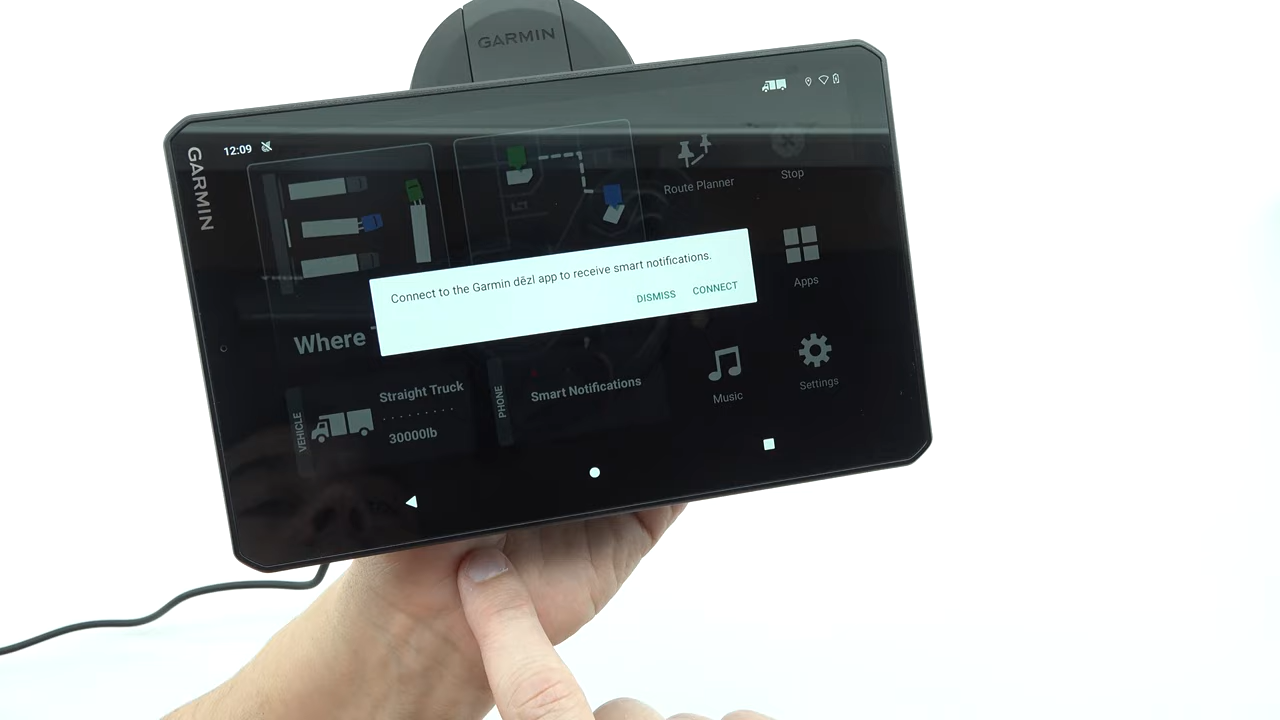 GARMIN
GARMIN
12:09
Route Planner
Stop
Connect to the Garmin dēzl app to receive smart notifications.
DISMISS CONNECT
Apps
Where
VEHICLE
Straight Truck
30000lb
PHONE
Smart Notifications
Music
Settings